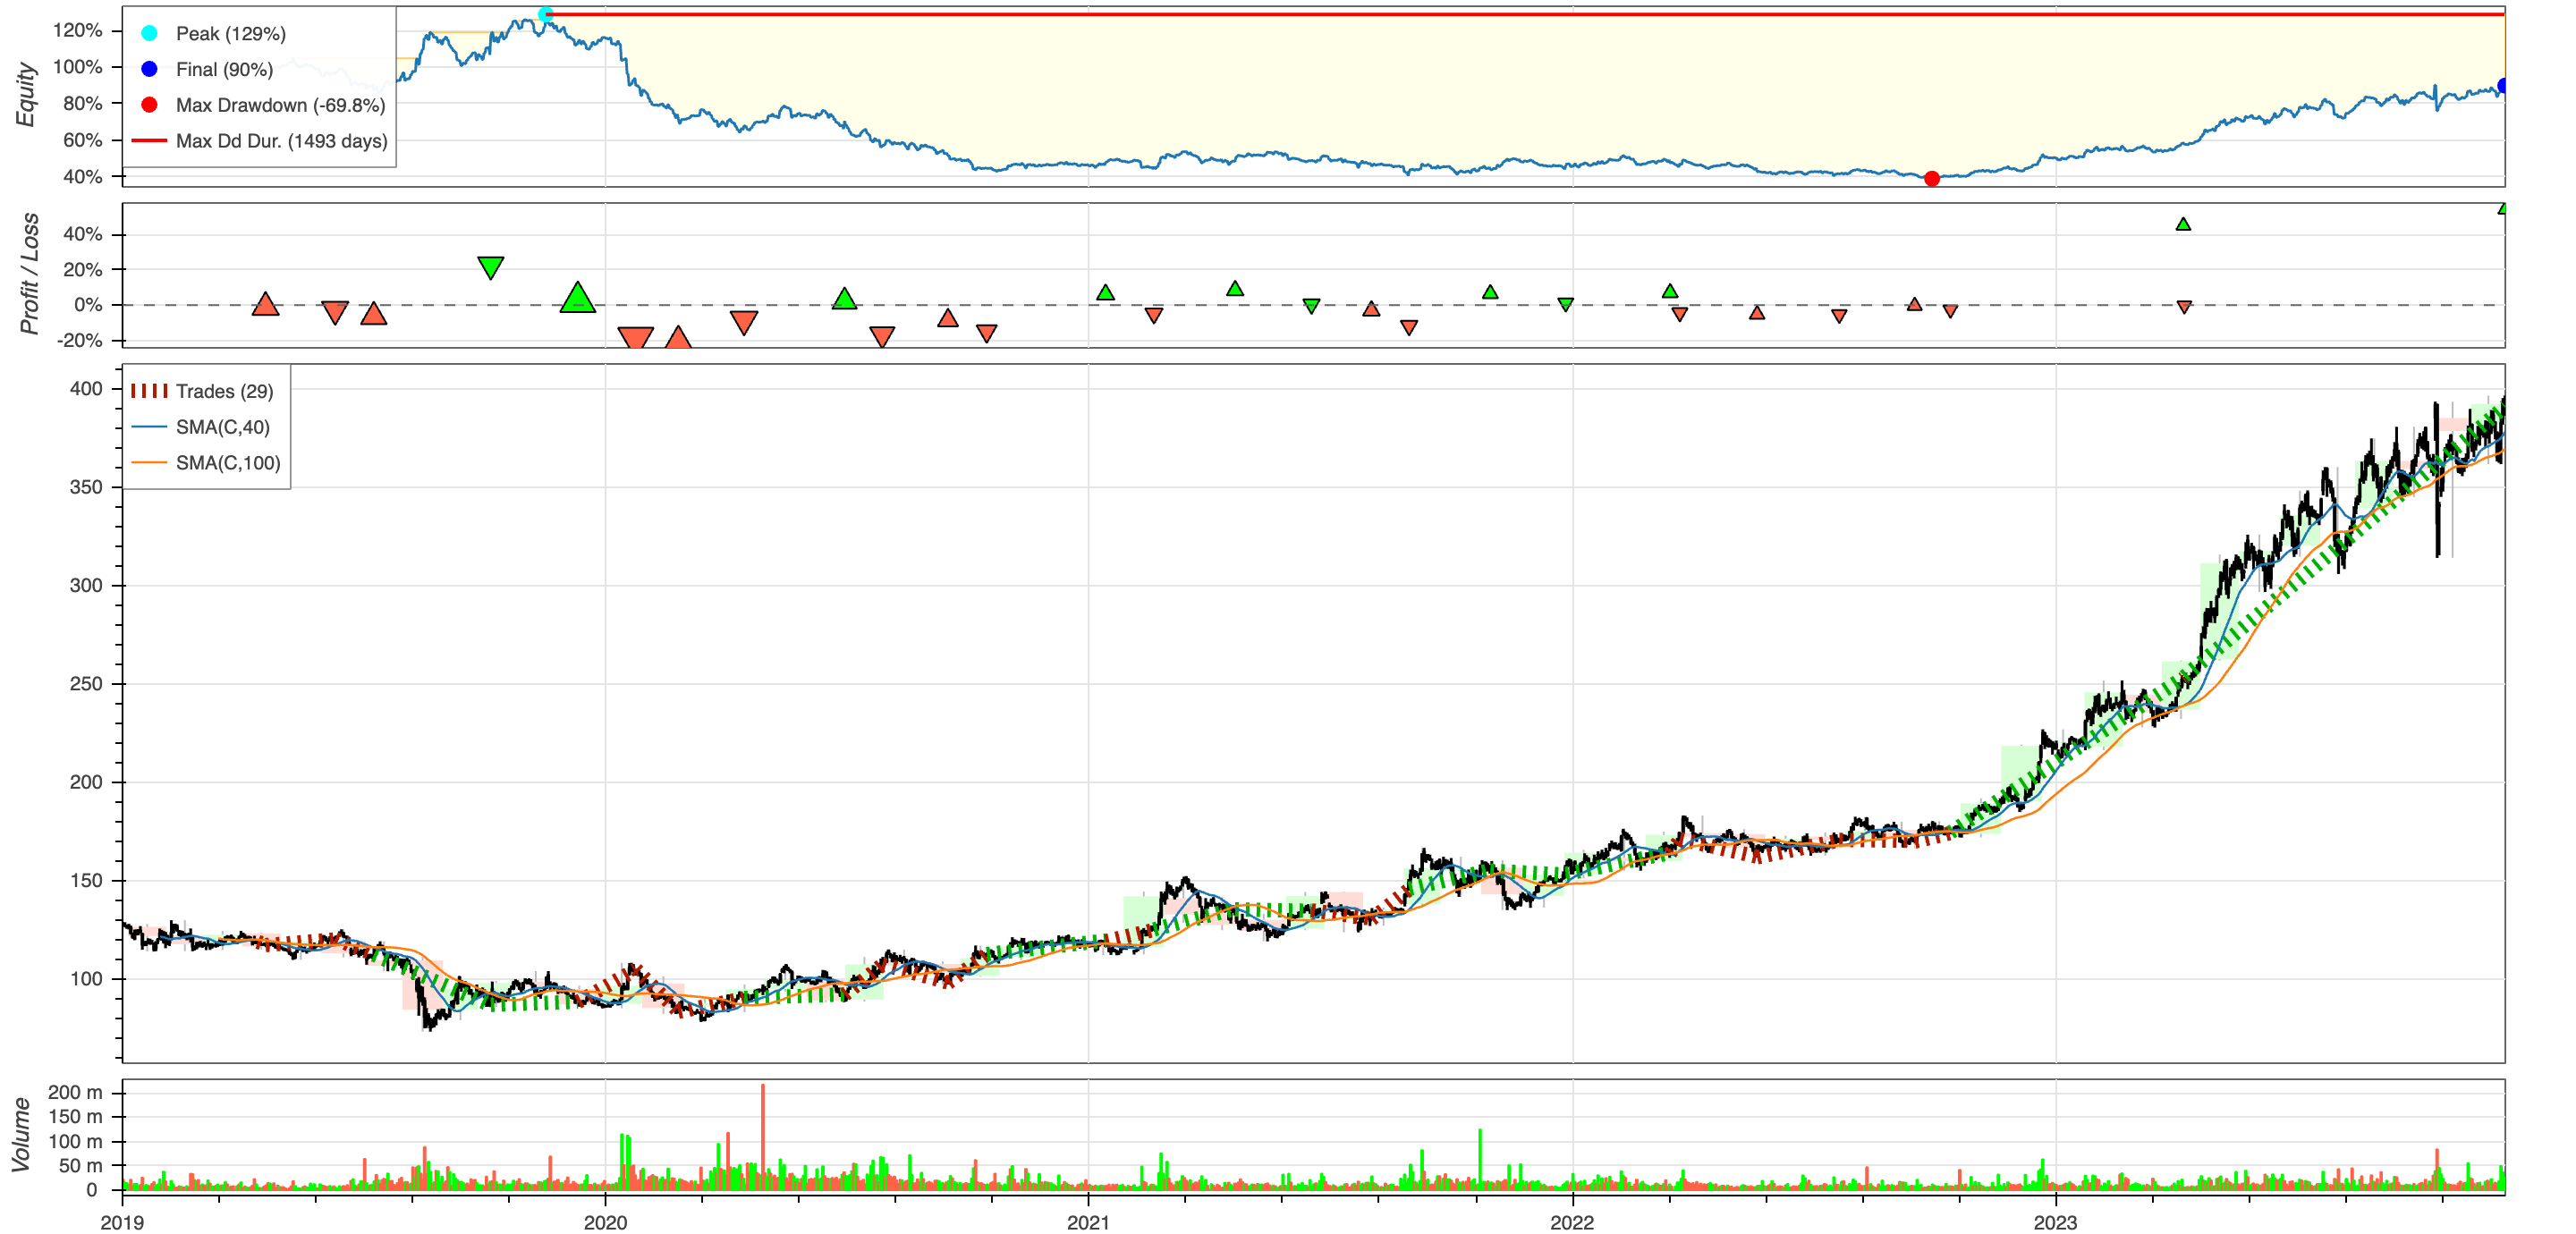 Equity
120%
100%
80%
60%
40%
Peak (129%)
Final (90%)
Max Drawdown (-69.8%)
Max Dd Dur. (1493 days)
Profit / Loss
40%
20%
0%
-20%
400
350
300
250
200
150
100
Trades (29)
SMA(C,40)
SMA(C,100)
Volume
200 m
150 m
100 m
50 m
0
2019 2020 2021 2022 2023